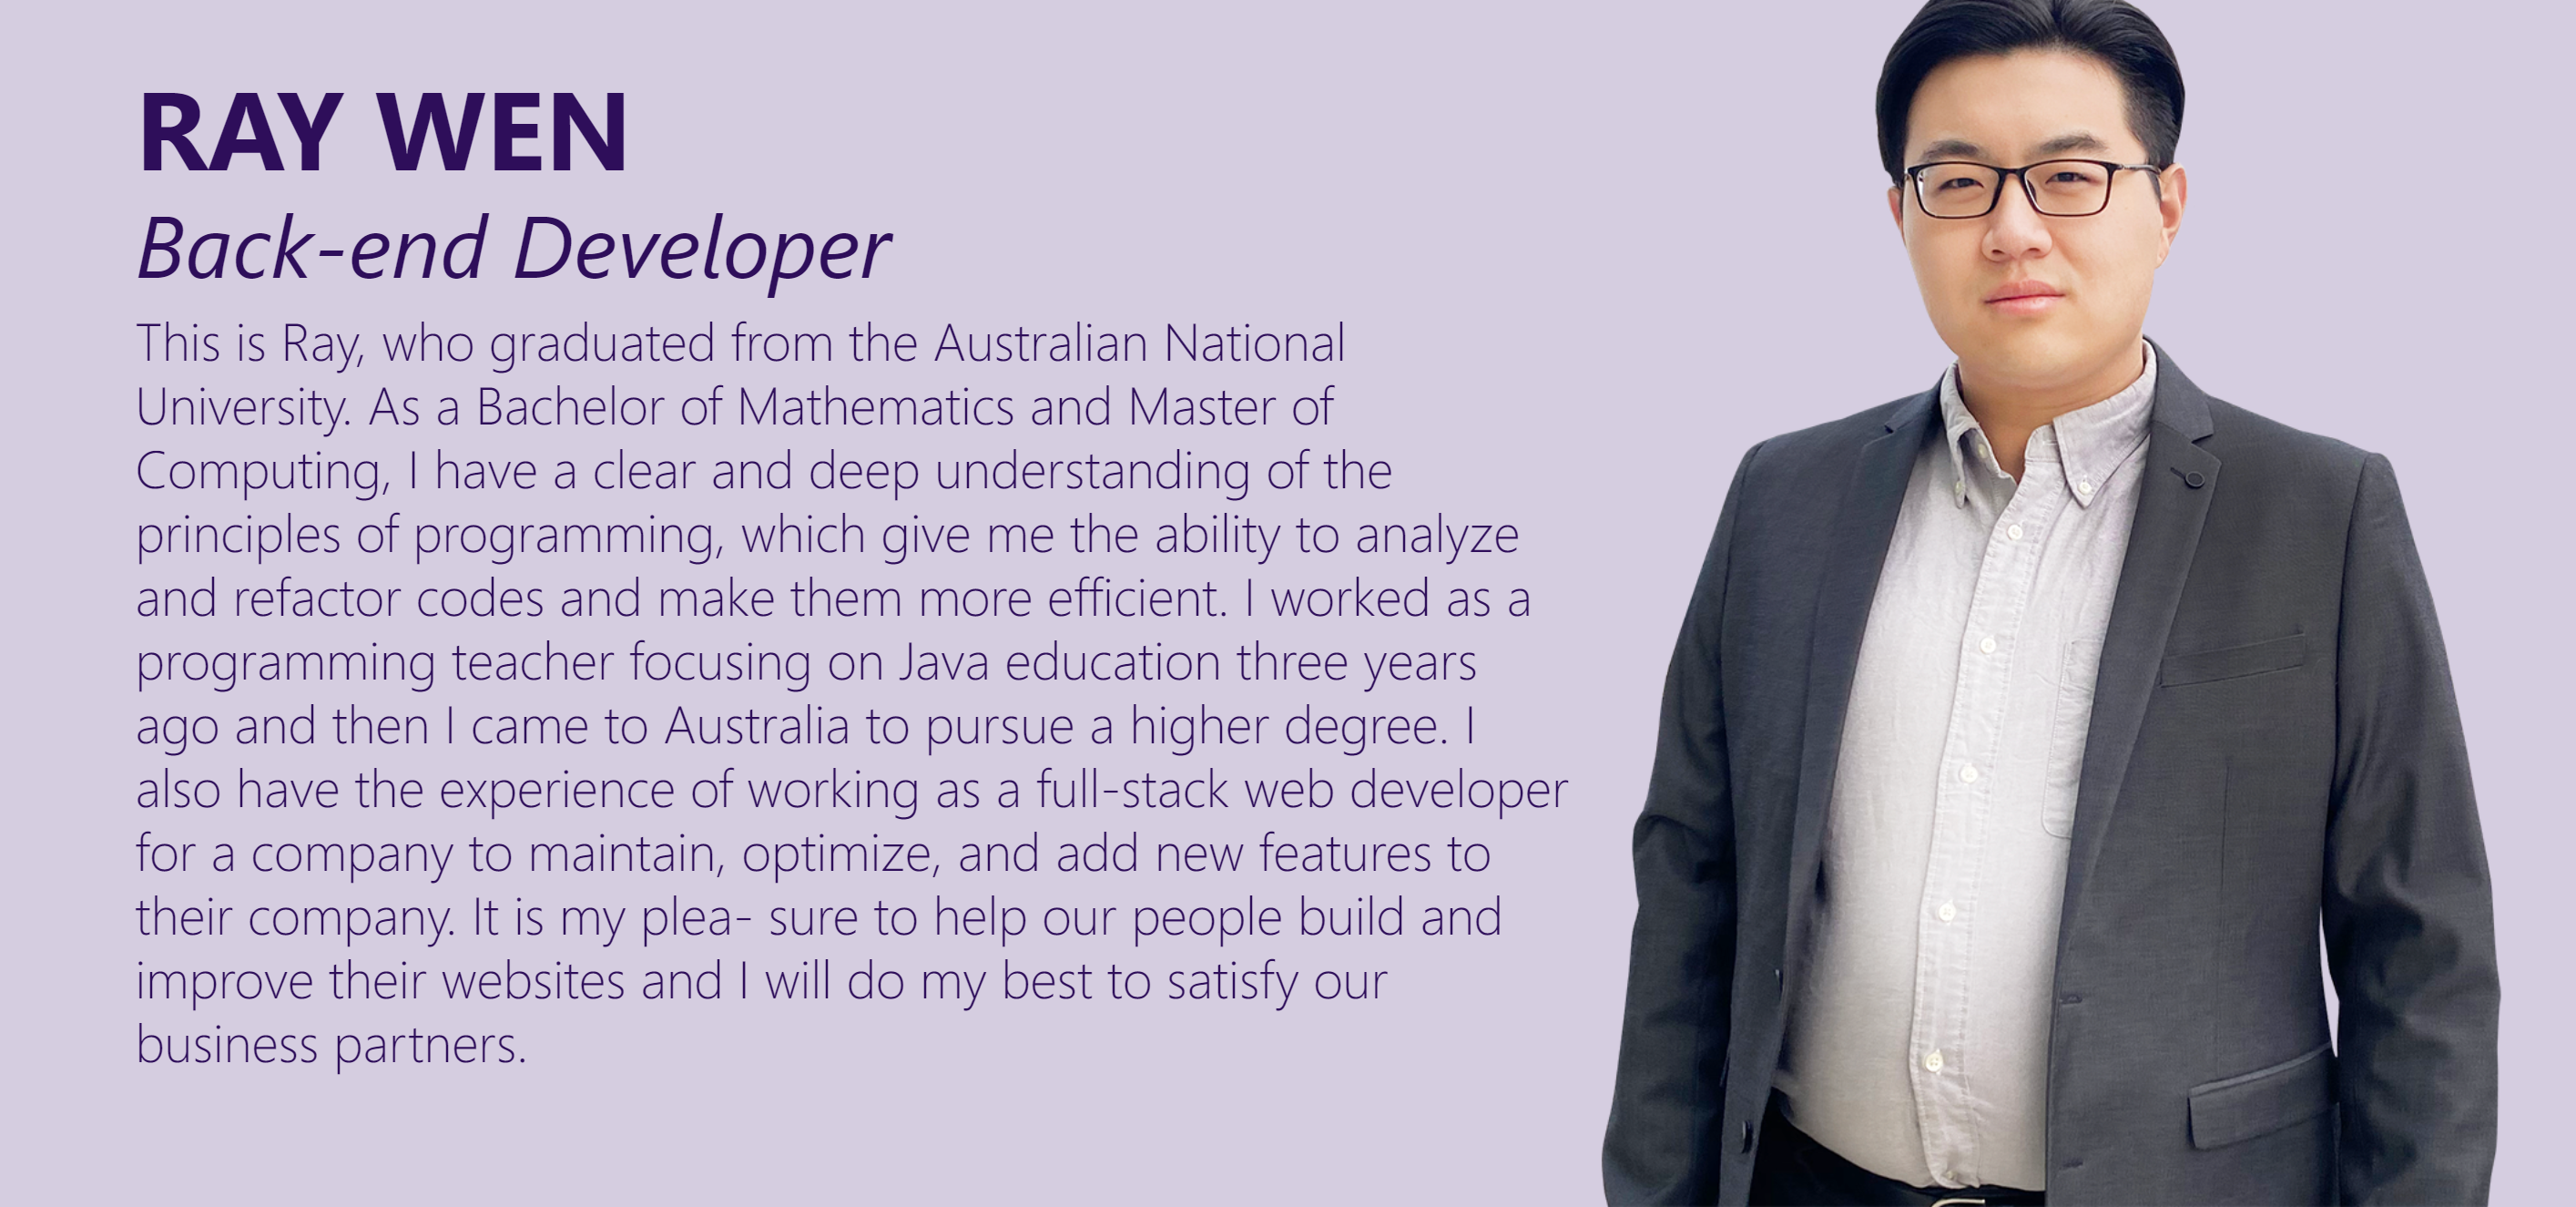 RAY WEN
Back-end Developer
This is Ray, who graduated from the Australian National
University. As a Bachelor of Mathematics and Master of
Computing, I have a clear and deep understanding of the
principles of programming, which give me the ability to analyze
and refactor codes and make them more efficient. I worked as a
programming teacher focusing on Java education three years
ago and then I came to Australia to pursue a higher degree. I
also have the experience of working as a full-stack web developer
for a company to maintain, optimize, and add new features to
their company. It is my plea- sure to help our people build and
improve their websites and I will do my best to satisfy our
business partners.